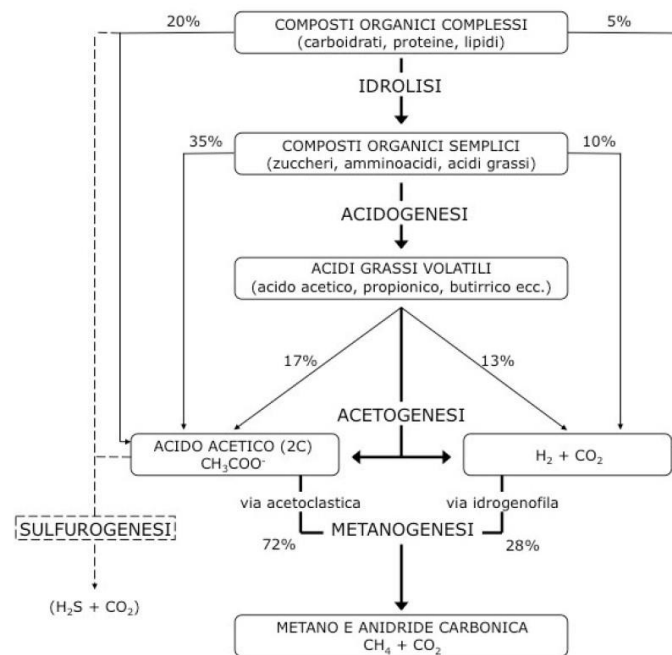 20%
COMPOSTI ORGANICI COMPLESSI
5%
(carboidrati, proteine, lipidi)
IDROLISI
35%
COMPOSTI ORGANICI SEMPLICI
10%
(zuccheri, amminoacidi, acidi grassi)
ACIDOGENESI
ACIDI GRASSI VOLATILI
(acido acetico, propionico, butirrico ecc.)
17%
13%
ACETOGENESI
ACIDO ACETICO (2C)
CH₃COO⁻
H₂ + CO₂
via acetoclastica
via idrogenofila
SULFUROGENESI
METANOGENESI
72%
28%
(H₂S + CO₂)
METANO E ANIDRIDE CARBONICA
CH₄ + CO₂